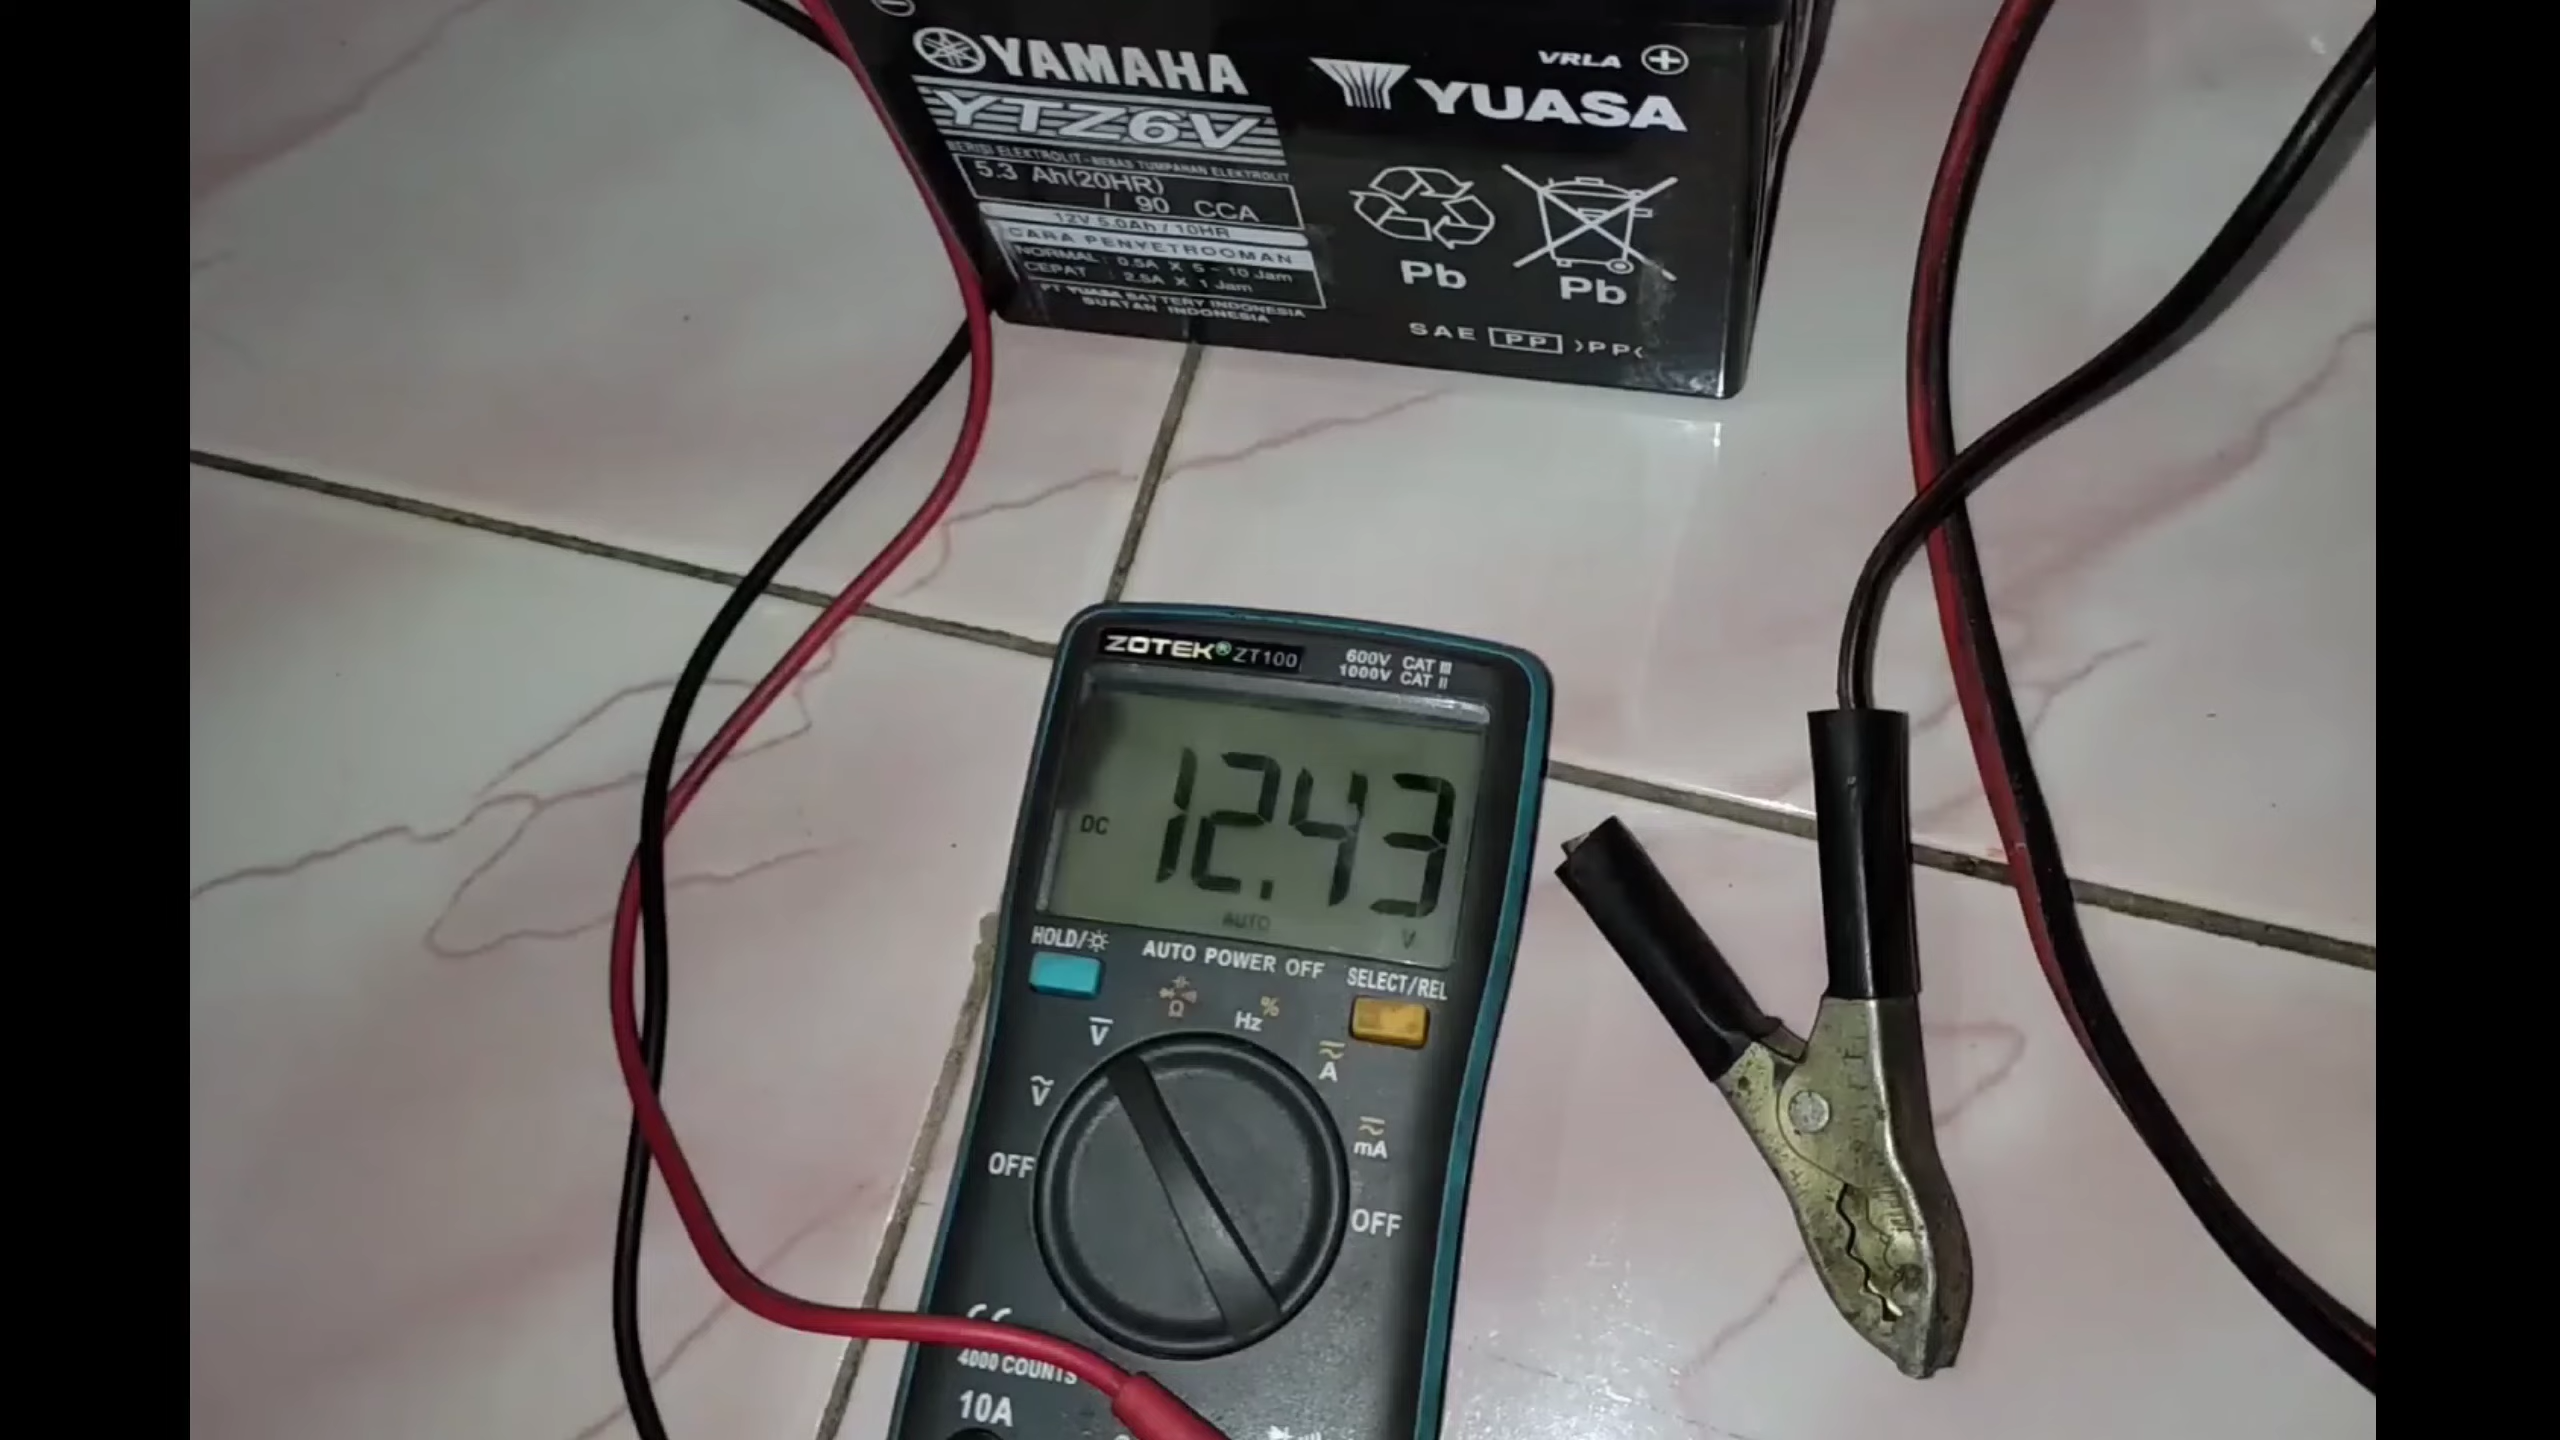 YAMAHA
YTZ6V
BERISI ELEKTROLIT - BEBAS TUMPAHAN ELEKTROLIT
5.3 Ah(20HR)
/ 90 CCA
12V 5.0Ah / 10HR
CARA PENYETROOMAN
NORMAL : 0.5A X 5 - 10 Jam
CEPAT : 2.5A X 1 Jam
PT YUASA BATTERY INDONESIA
BUATAN INDONESIA
VRLA +
YUASA
Pb
Pb
SAE PP >PP<
ZOTEK® ZT100
600V CAT III
1000V CAT II
DC
12.43
AUTO
V
HOLD/
AUTO POWER OFF
SELECT/REL
Ω
Hz %
V
A
V
mA
OFF
OFF
CE
4000 COUNTS
10A